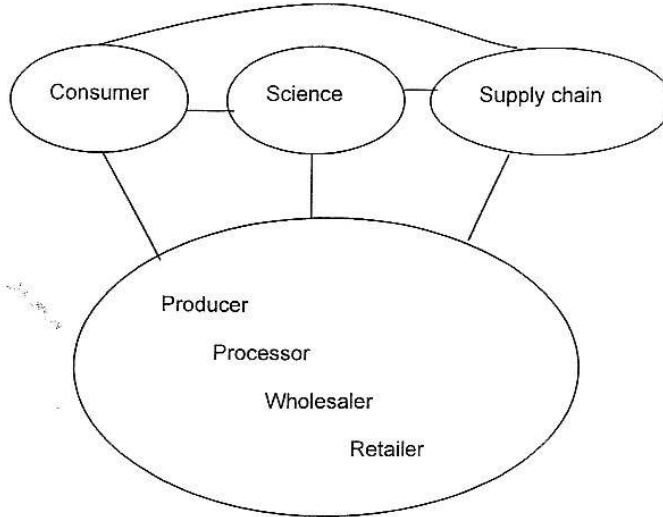 Consumer
Science
Supply chain
Producer
Processor
Wholesaler
Retailer